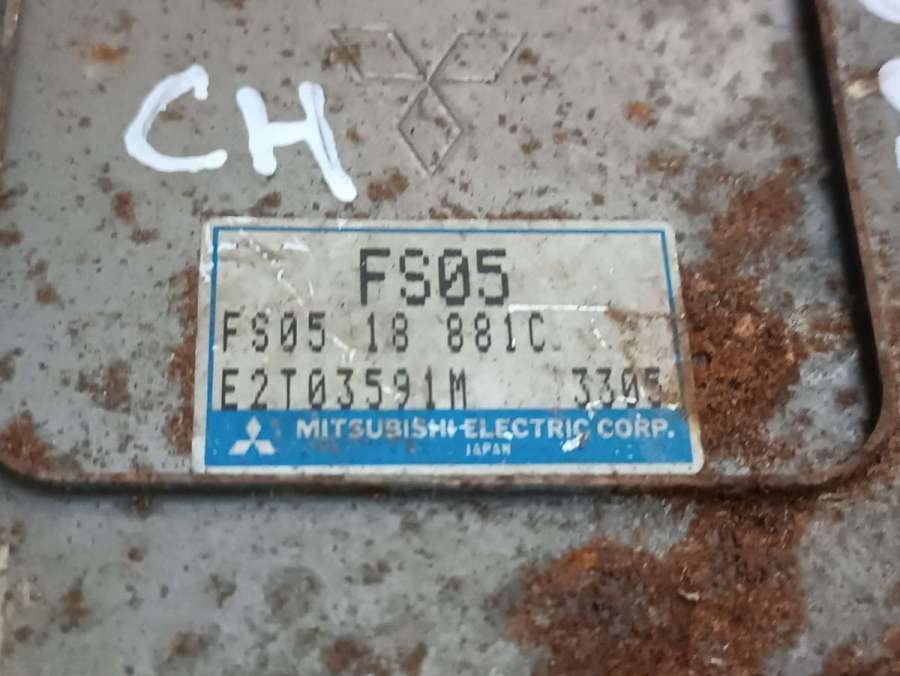 CH
FS05
FS05 18 881C
E2T03591M 3305
MITSUBISHI ELECTRIC CORP.
JAPAN